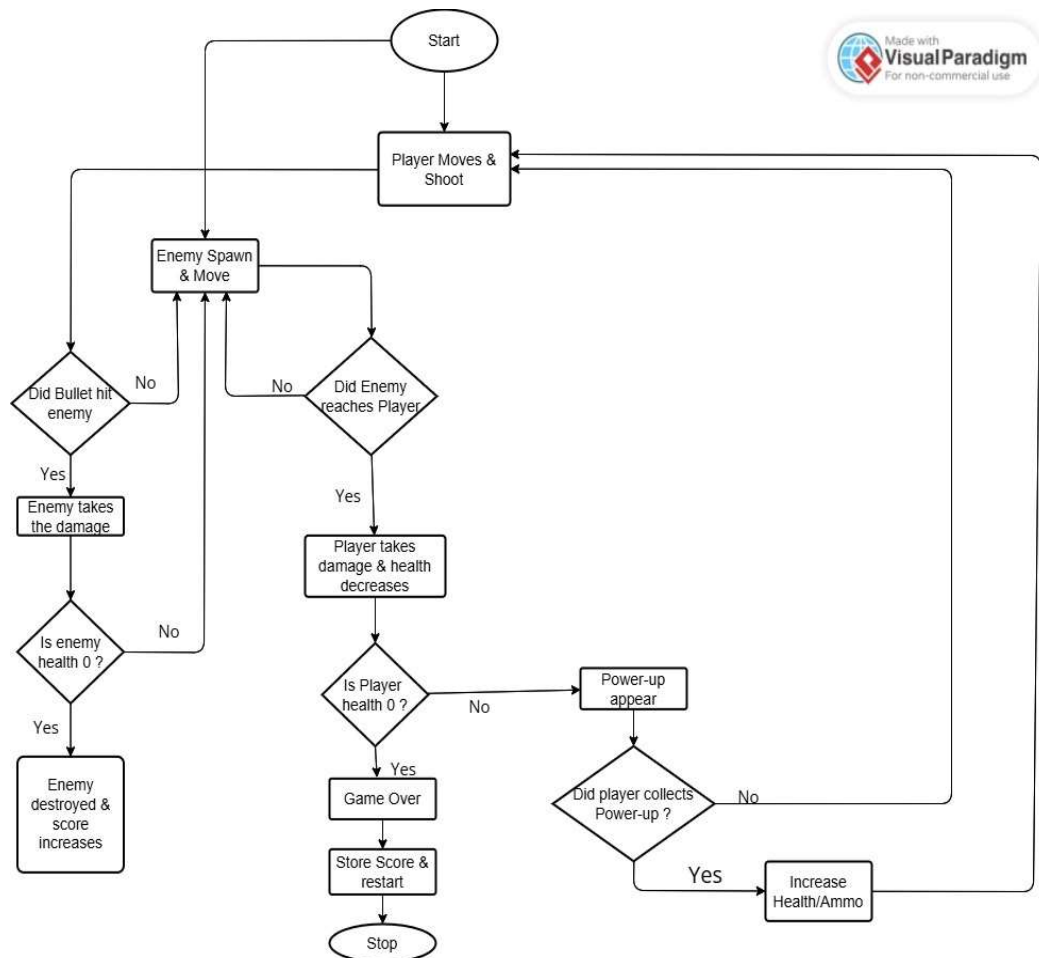 Start
Made with
Visual Paradigm
For non-commercial use
Player Moves &
Shoot
Enemy Spawn
& Move
Did Bullet hit
enemy
No
No
Did Enemy
reaches Player
Yes
Enemy takes
the damage
Yes
Player takes
damage & health
decreases
Is enemy
health 0 ?
No
Is Player
health 0 ?
No
Power-up
appear
Yes
Enemy
destroyed &
score
increases
Yes
Game Over
Did player collects
Power-up ?
No
Store Score &
restart
Yes
Increase
Health/Ammo
Stop